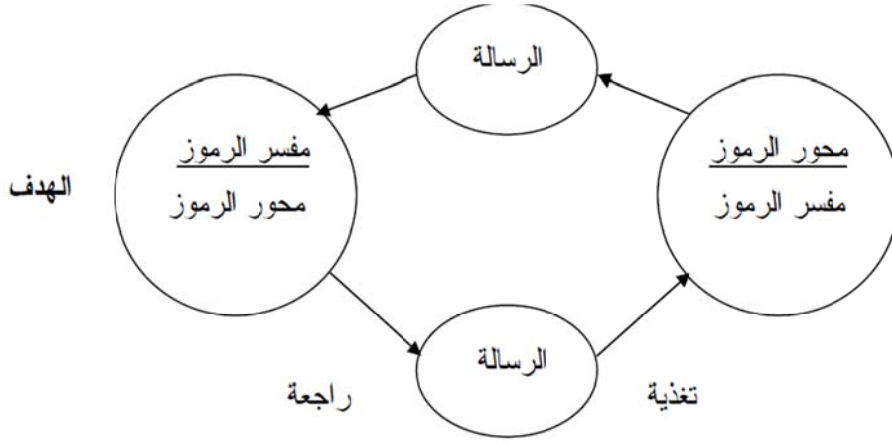 الرسالة
محور الرموز
مفسر الرموز
مفسر الرموز
محور الرموز
الهدف
الرسالة
تغذية
راجعة